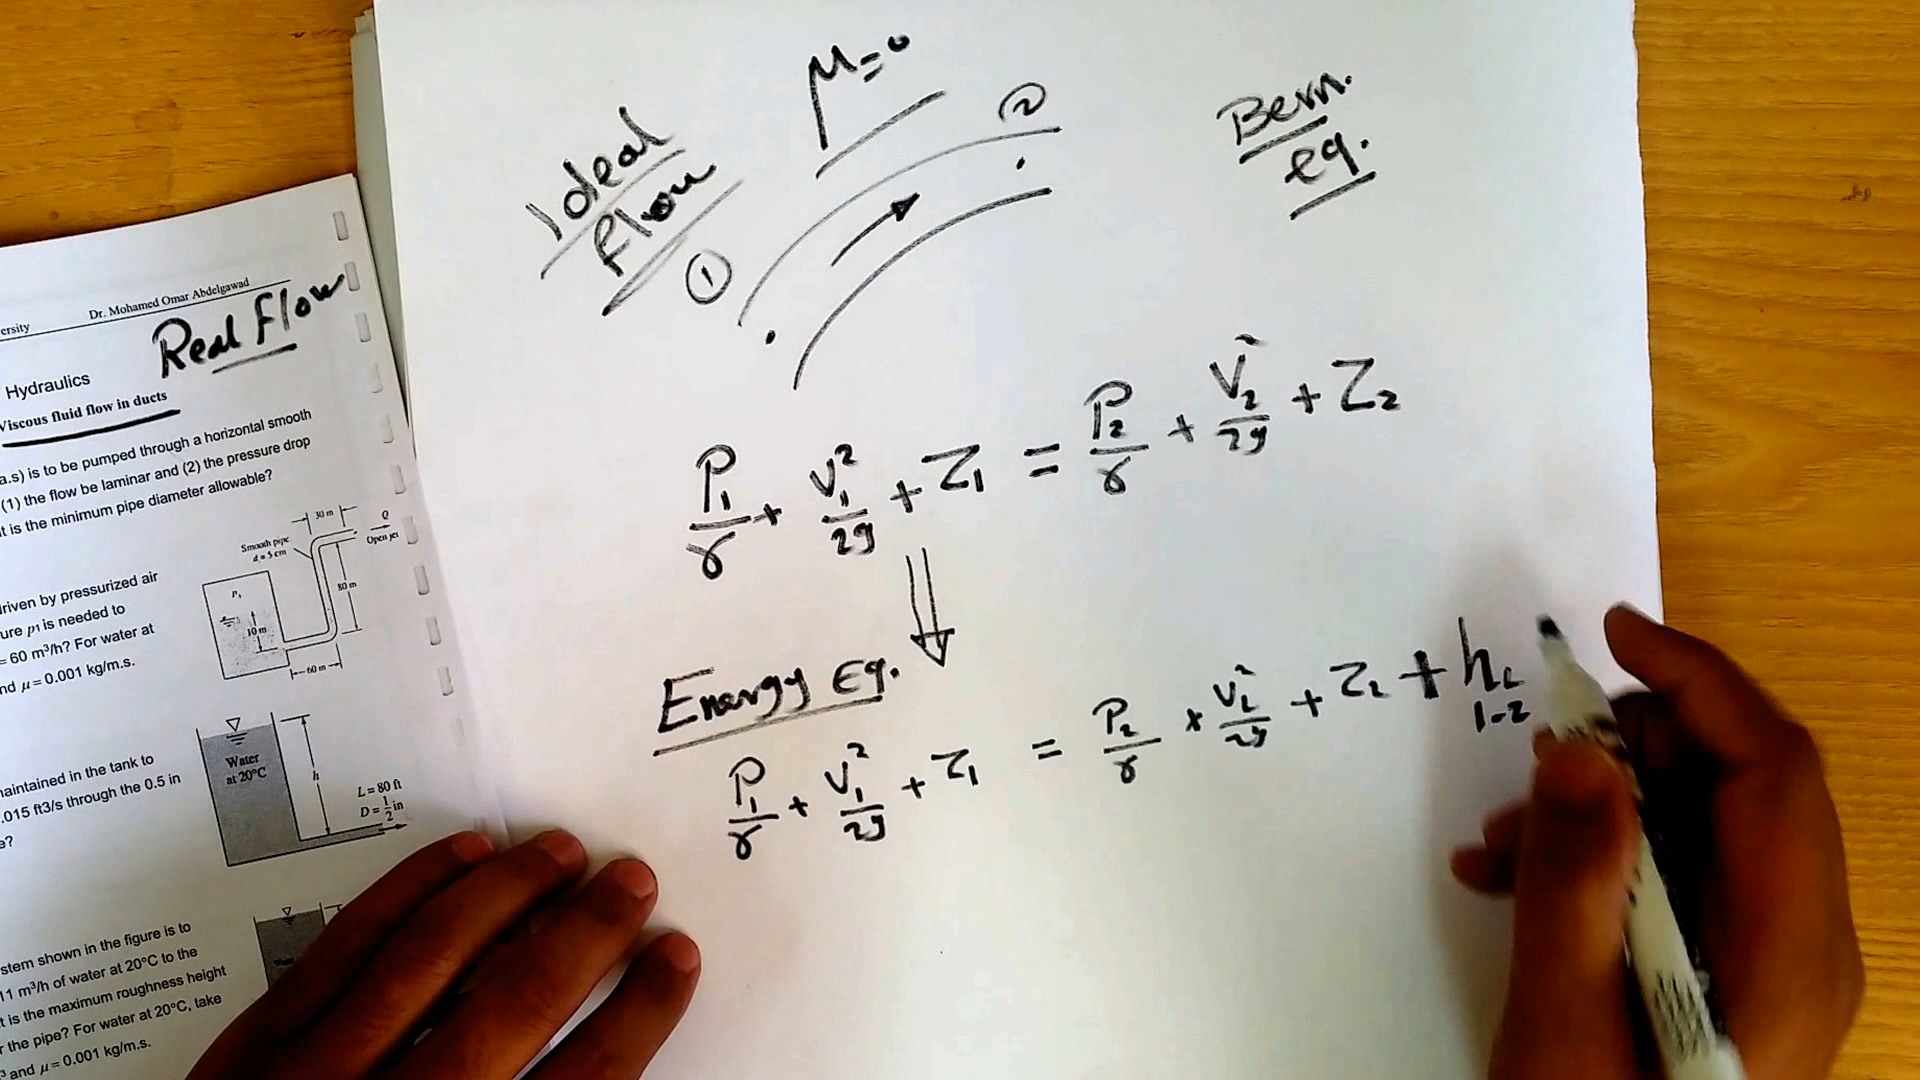 ersity Dr. Mohamed Omar Abdelgawad
Real Flow
Hydraulics
Viscous fluid flow in ducts
a.s) is to be pumped through a horizontal smooth
(1) the flow be laminar and (2) the pressure drop
t is the minimum pipe diameter allowable?
30 m
Q
Smooth pipe
d = 5 cm
Open jet
P₁
80 m
10 m
60 m
riven by pressurized air
ure p1 is needed to
= 60 m³/h? For water at
nd μ = 0.001 kg/m.s.
Water
at 20°C
h
L = 80 ft
D = 1/2 in
naintained in the tank to
.015 ft3/s through the 0.5 in
e?
stem shown in the figure is to
11 m³/h of water at 20°C to the
t is the maximum roughness height
r the pipe? For water at 20°C, take
³ and μ = 0.001 kg/m.s.
Ideal
flow
μ=0
①
②
Bern.
eq.
P₁/γ + V₁²/2g + Z₁ = P₂/γ + V₂²/2g + Z₂
Energy Eq.
P₁/γ + V₁²/2g + Z₁ = P₂/γ + V₂²/2g + Z₂ + hL
1-2